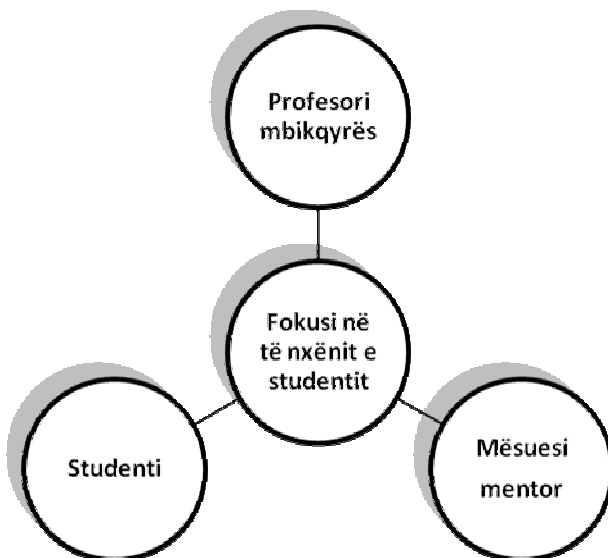 Profesori
mbikqyrës
Fokusi në
të nxënit e
studentit
Studenti
Mësuesi
mentor